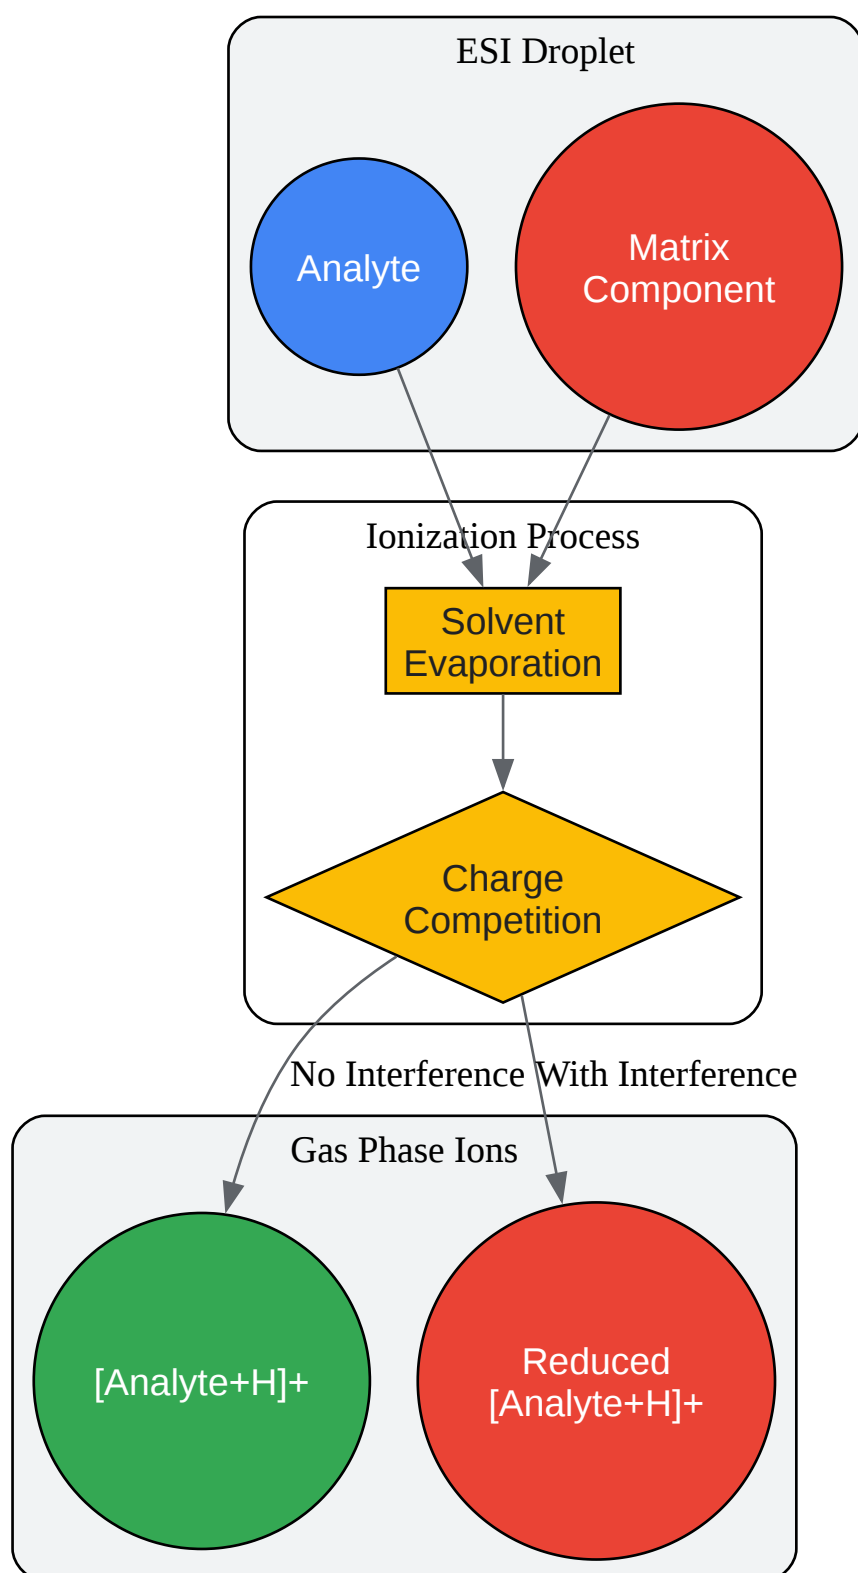 ESI Droplet
Analyte
Matrix
Component
Ionization Process
Solvent
Evaporation
Charge
Competition
No Interference
With Interference
Gas Phase Ions
[Analyte+H]+
Reduced
[Analyte+H]+